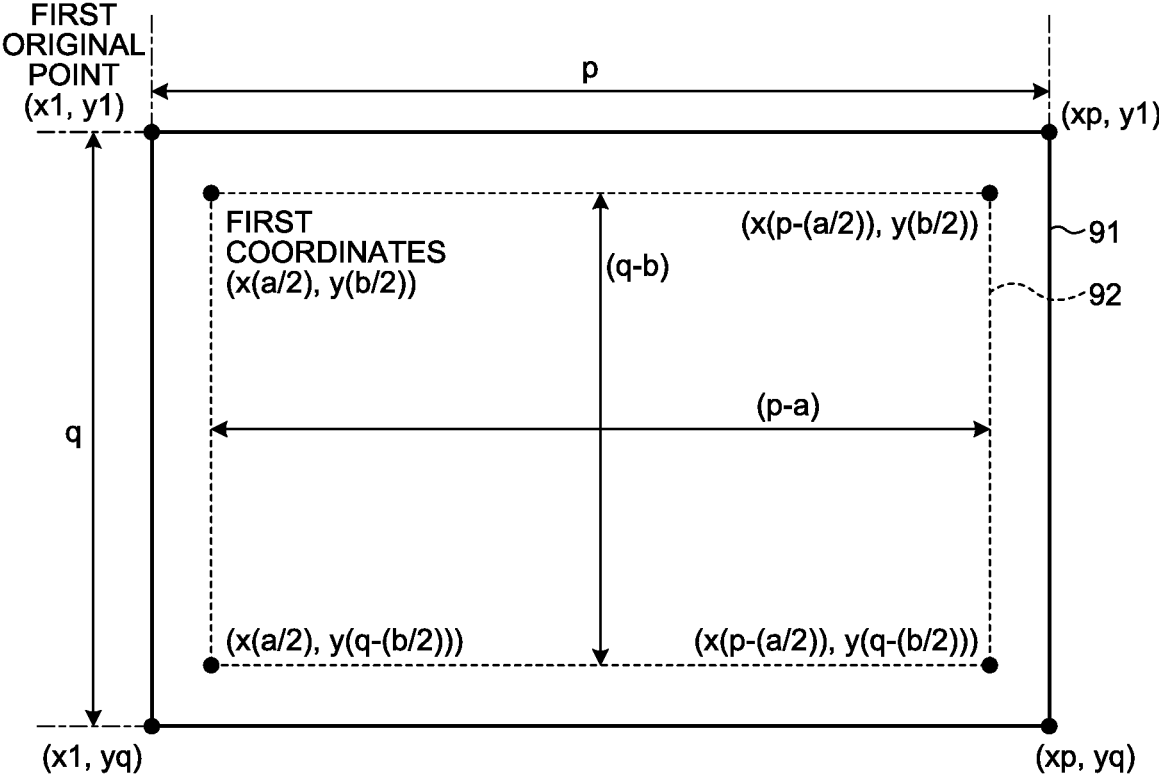 FIRST
ORIGINAL
POINT
(x1, y1)
p
(xp, y1)
FIRST
COORDINATES
(x(a/2), y(b/2))
(x(p-(a/2)), y(b/2))
91
(q-b)
92
(p-a)
q
(x(a/2), y(q-(b/2)))
(x(p-(a/2)), y(q-(b/2)))
(x1, yq)
(xp, yq)